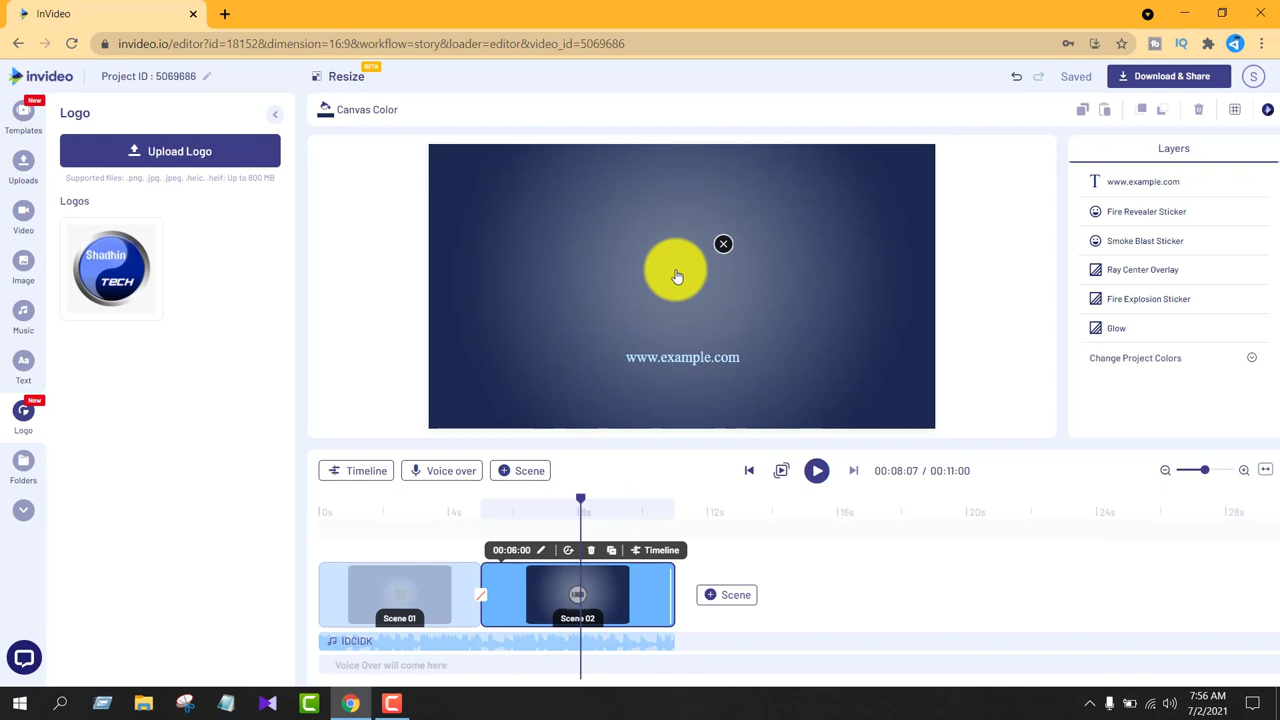 InVideo
invideo.io/editor?id=18152&dimension=16:9&workflow=story&loader=editor&video_id=5069686
invideo
Project ID : 5069686
Resize
BETA
Saved
Download & Share
S
New
Templates
Uploads
Video
Image
Music
Text
New
Logo
Folders
Logo
Upload Logo
Supported files: .png, .jpg, .jpeg, .heic, .heif: Up to 800 MB
Logos
Shadhin
TECH
Canvas Color
www.example.com
Layers
www.example.com
Fire Revealer Sticker
Smoke Blast Sticker
Ray Center Overlay
Fire Explosion Sticker
Glow
Change Project Colors
Timeline
Voice over
Scene
00:08:07 / 00:11:00
0s 4s 8s 12s 16s 20s 24s 28s
00:06:00
Timeline
LOGO
Scene 01
Scene 02
Scene
IDCIDK
Voice Over will come here
7:56 AM
7/2/2021